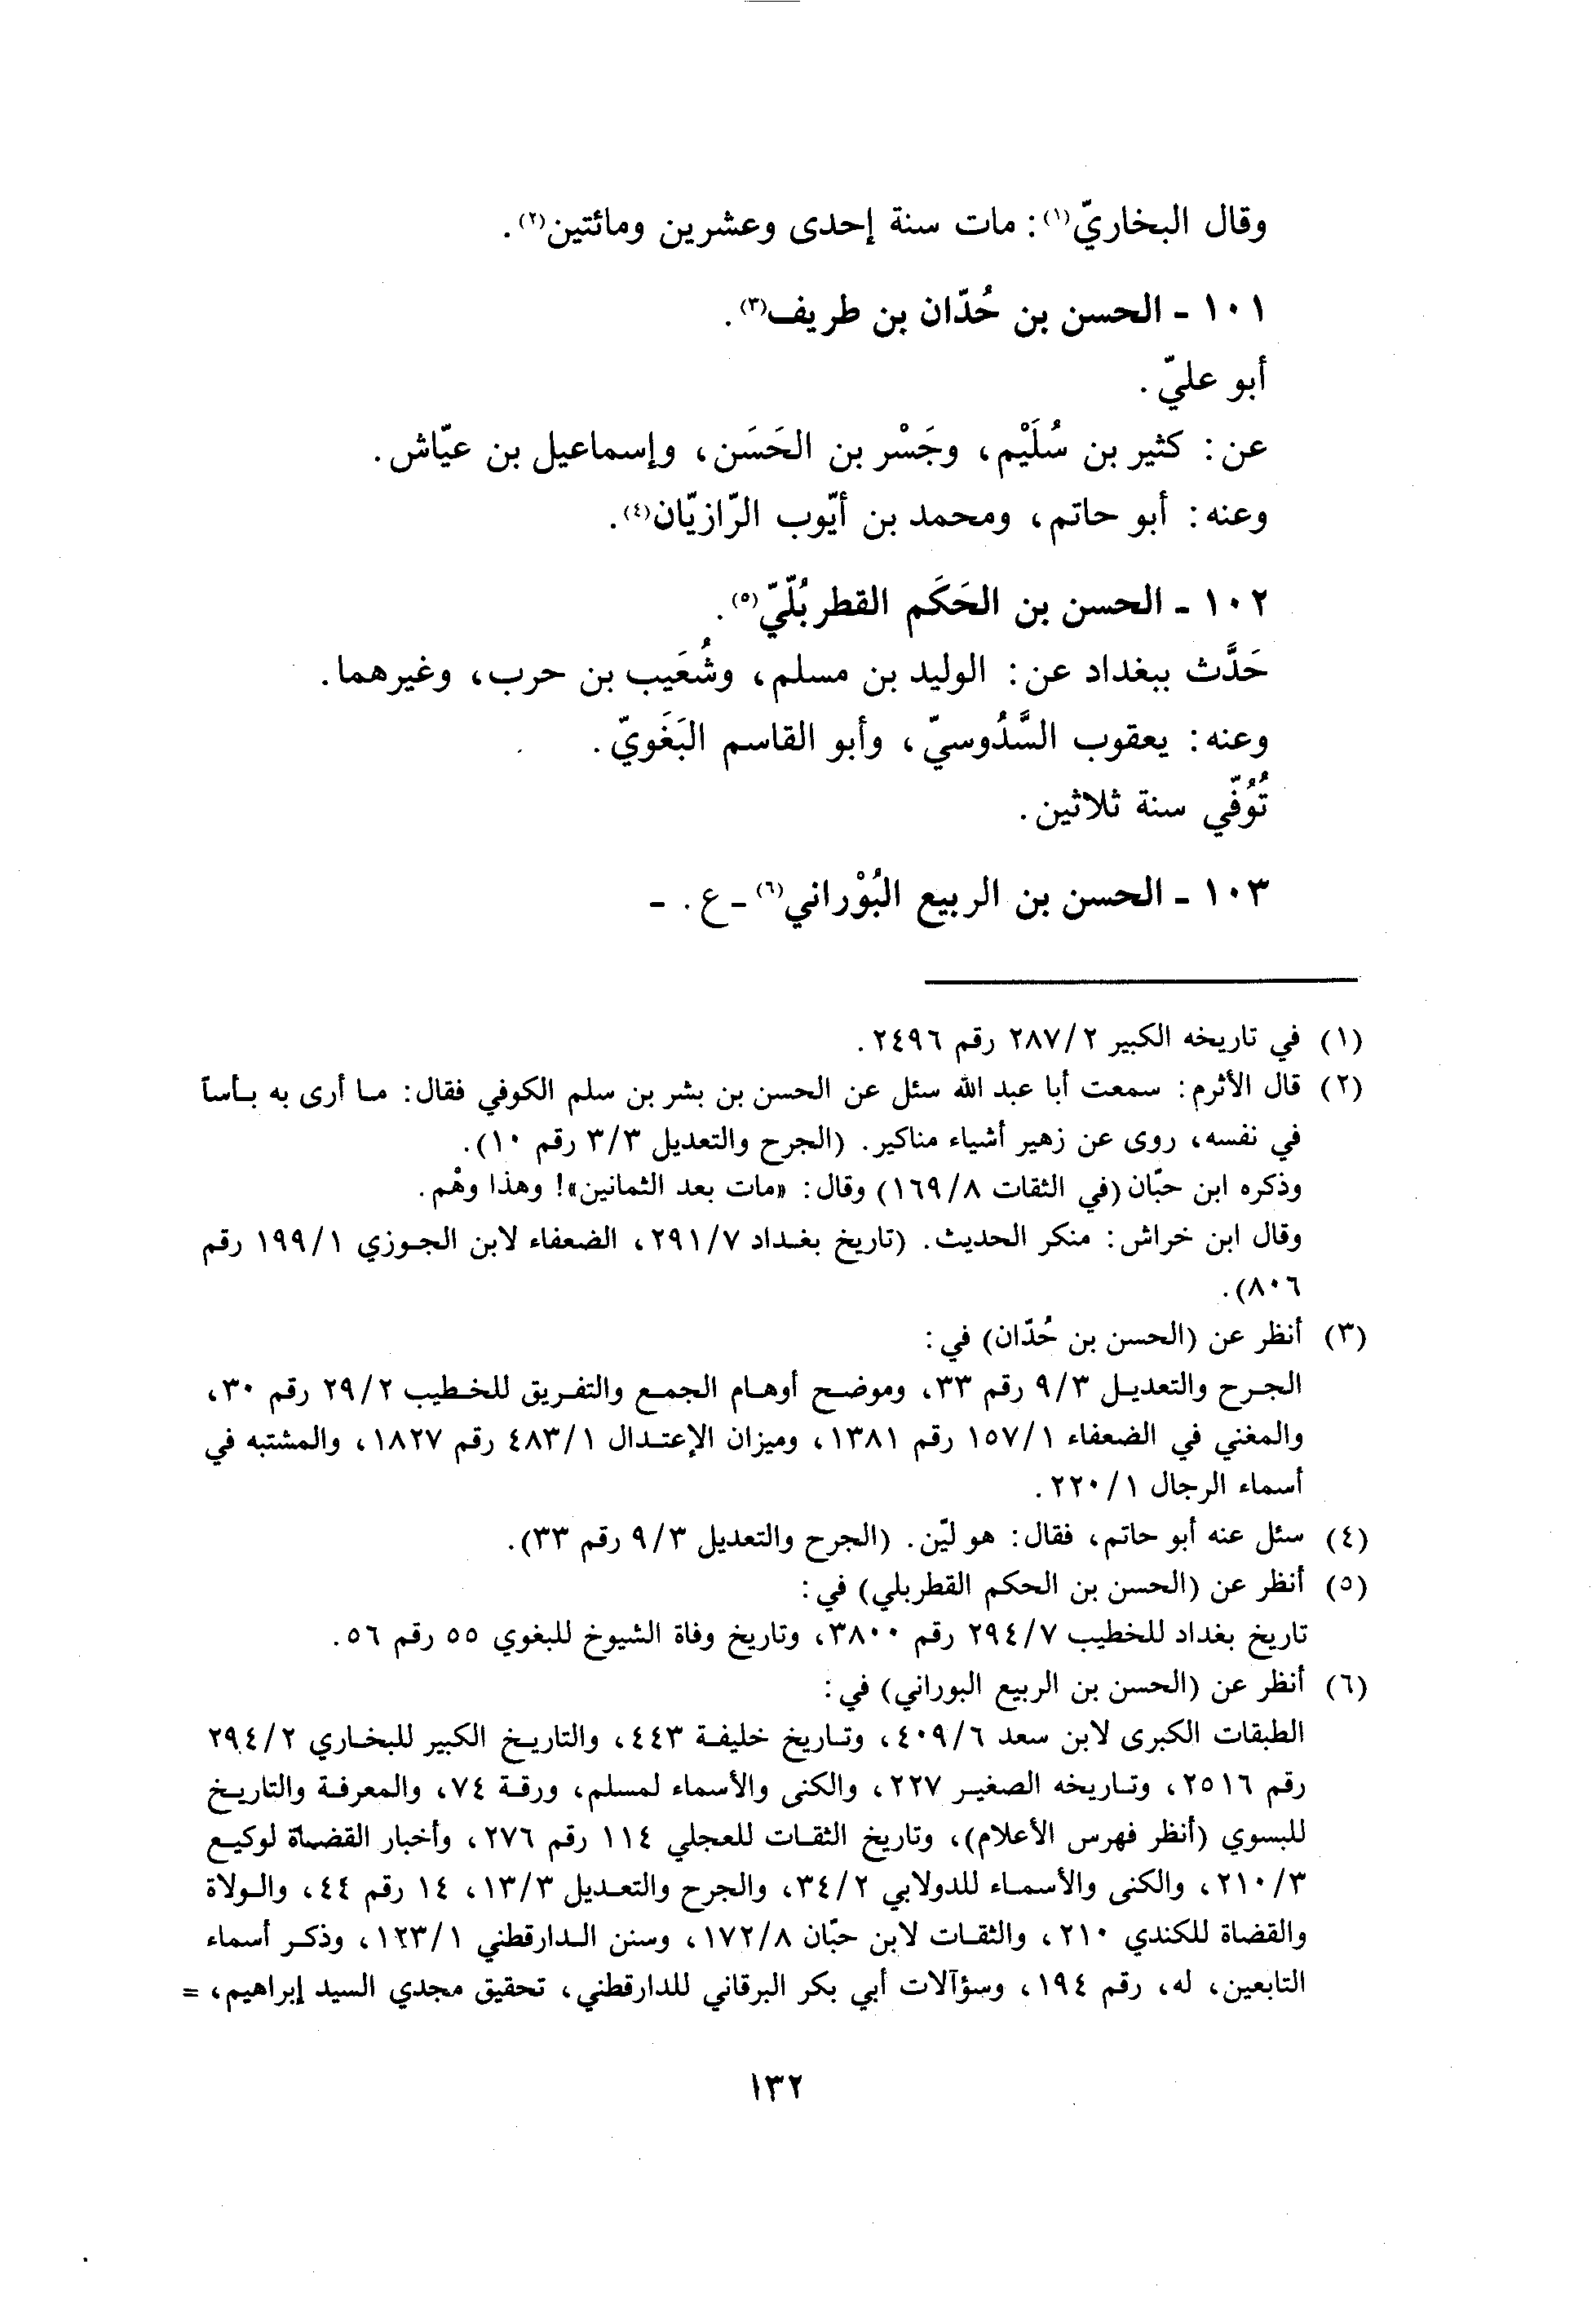 وقال البخاريّ(١): مات سنة إحدى وعشرين ومائتين(٢).
١٠١ - الحسن بن حُدّان بن طريف(٣).
أبو عليّ.
عن: كثير بن سُلَيْم، وجَسْر بن الحَسَن، وإسماعيل بن عيّاش.
وعنه: أبو حاتم، ومحمد بن أيّوب الرّازيّان(٤).
١٠٢ - الحسن بن الحَكَم القطربُلّيّ(٥).
حَدَّث ببغداد عن: الوليد بن مسلم، وشُعَيب بن حرب، وغيرهما.
وعنه: يعقوب السَّدُوسيّ، وأبو القاسم البَغَويّ.
تُوُفّي سنة ثلاثين.
١٠٣ - الحسن بن الربيع البُوْراني(٦) - ع. -
(١) في تاريخه الكبير ٢٨٧/٢ رقم ٢٤٩٦.
(٢) قال الأثرم: سمعت أبا عبد الله سئل عن الحسن بن بشر بن سلم الكوفي فقال: ما أرى به بأساً
في نفسه، روى عن زهير أشياء مناكير. (الجرح والتعديل ٣/٣ رقم ١٠).
وذكره ابن حبّان (في الثقات ١٦٩/٨) وقال: «مات بعد الثمانين»! وهذا وهْم.
وقال ابن خراش: منكر الحديث. (تاريخ بغداد ٢٩١/٧، الضعفاء لابن الجوزي ١٩٩/١ رقم
٨٠٦).
(٣) أنظر عن (الحسن بن حُدّان) في:
الجرح والتعديل ٩/٣ رقم ٣٣، وموضح أوهام الجمع والتفريق للخطيب ٢٩/٢ رقم ٣٠،
والمغني في الضعفاء ١٥٧/١ رقم ١٣٨١، وميزان الإعتدال ٤٨٣/١ رقم ١٨٢٧، والمشتبه في
أسماء الرجال ٢٢٠/١.
(٤) سئل عنه أبو حاتم، فقال: هو ليّن. (الجرح والتعديل ٩/٣ رقم ٣٣).
(٥) أنظر عن (الحسن بن الحكم القطربلي) في:
تاريخ بغداد للخطيب ٢٩٤/٧ رقم ٣٨٠٠، وتاريخ وفاة الشيوخ للبغوي ٥٥ رقم ٥٦.
(٦) أنظر عن (الحسن بن الربيع البوراني) في:
الطبقات الكبرى لابن سعد ٤٠٩/٦، وتاريخ خليفة ٤٤٣، والتاريخ الكبير للبخاري ٢٩٤/٢
رقم ٢٥١٦، وتاريخه الصغير ٢٢٧، والكنى والأسماء لمسلم، ورقة ٧٤، والمعرفة والتاريخ
للبسوي (أنظر فهرس الأعلام)، وتاريخ الثقات للعجلي ١١٤ رقم ٢٧٦، وأخبار القضاة لوكيع
٢١٠/٣، والكنى والأسماء للدولابي ٣٤/٢، والجرح والتعديل ١٣/٣، ١٤ رقم ٤٤، والولاة
والقضاة للكندي ٢١٠، والثقات لابن حبّان ١٧٢/٨، وسنن الدارقطني ١٢٣/١، وذكر أسماء
التابعين، له، رقم ١٩٤، وسؤآلات أبي بكر البرقاني للدارقطني، تحقيق مجدي السيد إبراهيم، =
١٣٢